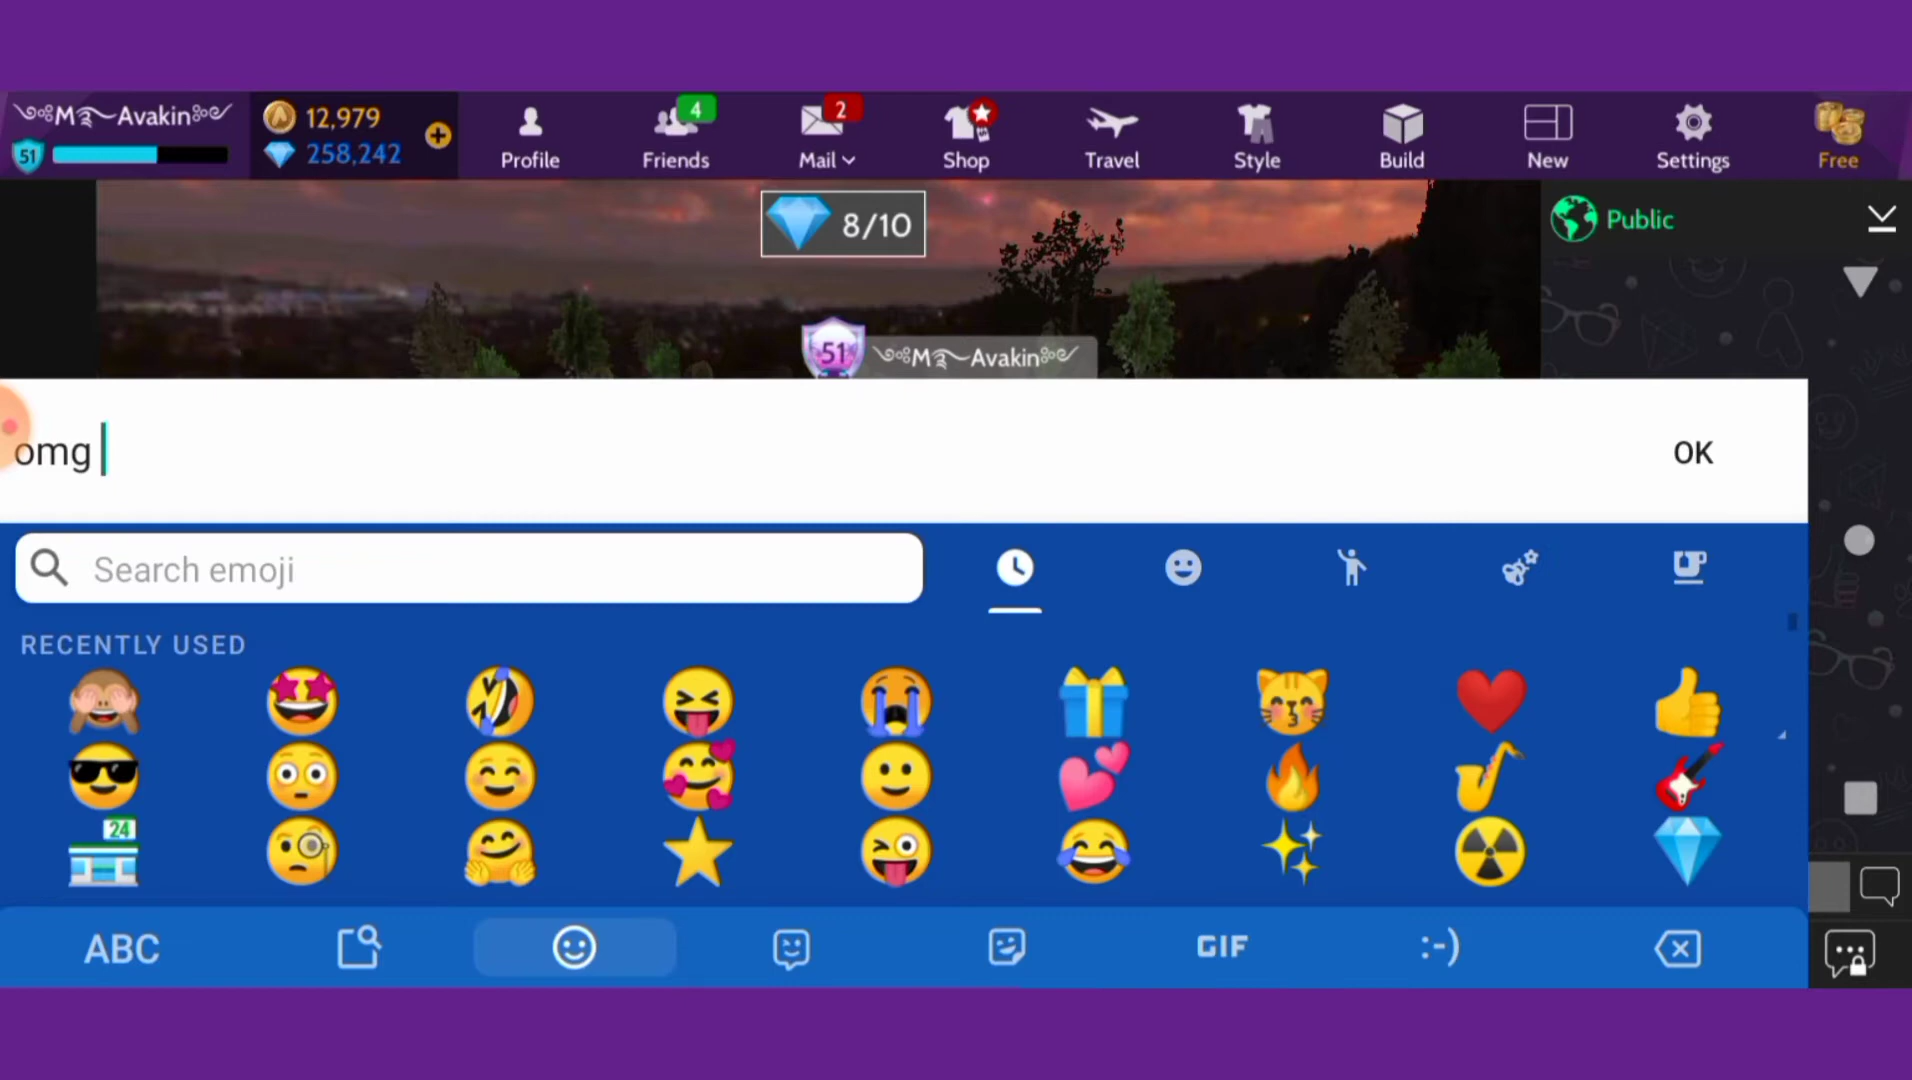 ༄༅M࿐Avakin༅༄
51
12,979
258,242
Profile
4
Friends
2
Mail
Shop
Travel
Style
Build
New
Settings
Free
8/10
Public
51 ༄༅M࿐Avakin༅༄
omg
OK
Search emoji
RECENTLY USED
24
ABC
GIF
:-)